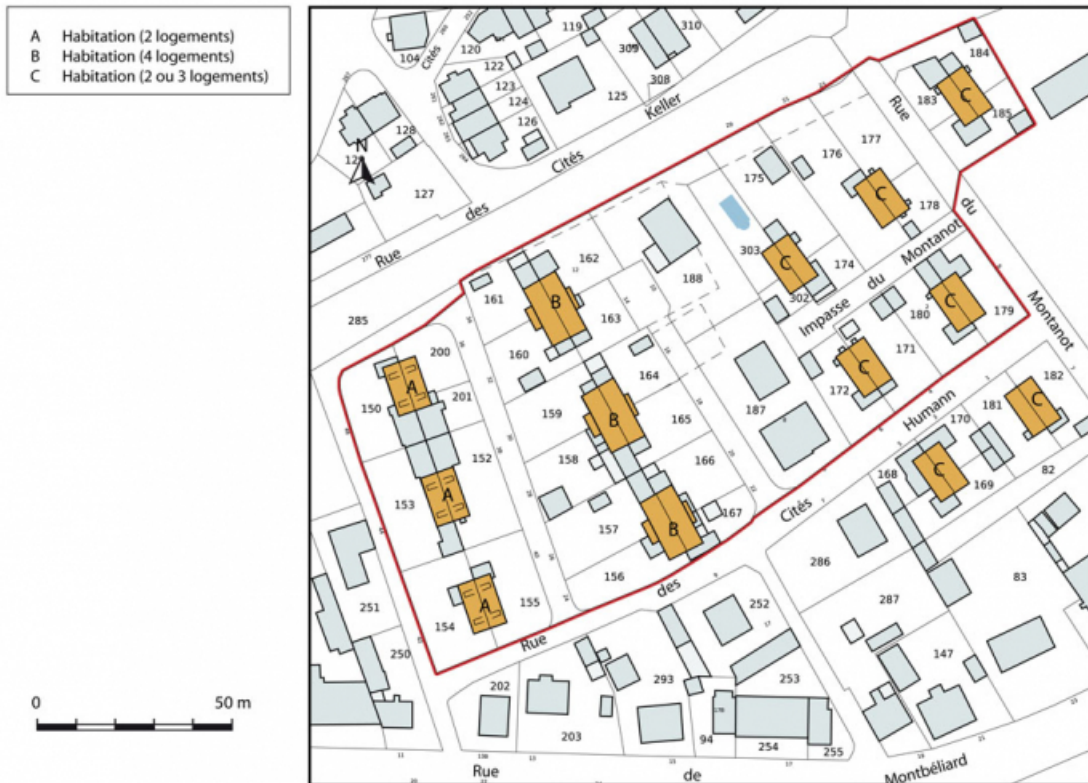 A Habitation (2 logements)
B Habitation (4 logements)
C Habitation (2 ou 3 logements)
N
0 50 m
104
Cités
120
119
309
310
308
122
123
124
125
126
128
127
Rue des Cités Keller
285
184
183
185
C
Rue du Montanot
177
176
175
178
C
303
302
174
C
Impasse du Montanot
188
162
161
163
160
B
164
159
165
158
B
166
157
167
156
B
200
201
150
A
152
153
A
155
154
A
180
179
C
171
172
C
187
182
181
C
170
169
168
C
82
Rue des Cités Humann
286
287
83
147
251
250
252
253
293
202
203
94
254
255
Rue de Montbéliard